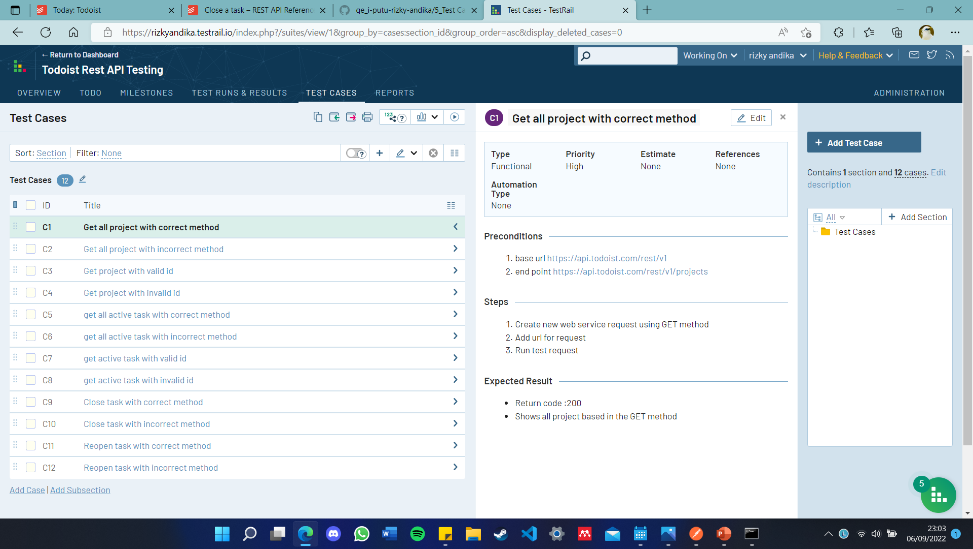 Today: Todoist
Close a task – REST API Referenc
qe_i-putu-rizky-andika/5_Test Ca
Test Cases - TestRail
https://rizkyandika.testrail.io/index.php?/suites/view/1&group_by=cases:section_id&group_order=asc&display_deleted_cases=0
← Return to Dashboard
Todoist Rest API Testing
Working On
rizky andika
Help & Feedback
OVERVIEW
TODO
MILESTONES
TEST RUNS & RESULTS
TEST CASES
REPORTS
ADMINISTRATION
Test Cases
Sort: Section
Filter: None
Test Cases 12
ID Title
C1 Get all project with correct method
C2 Get all project with incorrect method
C3 Get project with valid id
C4 Get project with invalid id
C5 get all active task with correct method
C6 get all active task with incorrect method
C7 get active task with valid id
C8 get active task with invalid id
C9 Close task with correct method
C10 Close task with incorrect method
C11 Reopen task with correct method
C12 Reopen task with incorrect method
Add Case | Add Subsection
C1 Get all project with correct method
Edit
Type Priority Estimate References
Functional High None None
Automation
Type
None
Preconditions
1. base url https://api.todoist.com/rest/v1
2. end point https://api.todoist.com/rest/v1/projects
Steps
1. Create new web service request using GET method
2. Add url for request
3. Run test request
Expected Result
• Return code :200
• Shows all project based in the GET method
+ Add Test Case
Contains 1 section and 12 cases. Edit
description
All
+ Add Section
Test Cases
5
23:03
06/09/2022
1